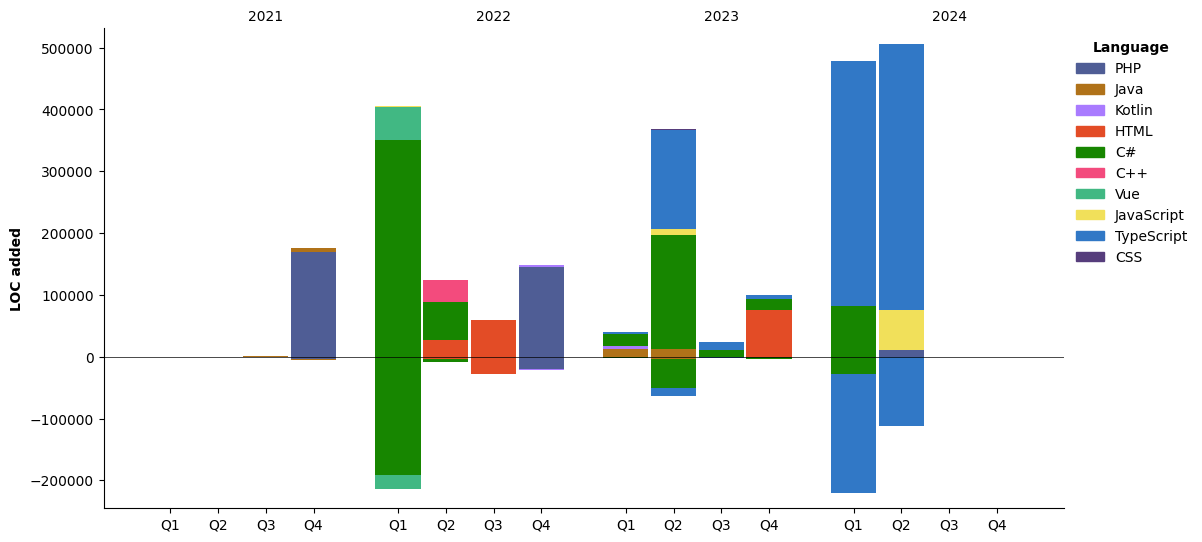 2021 2022 2023 2024
500000
400000
300000
200000
100000
0
−100000
−200000
LOC added
Q1 Q2 Q3 Q4 Q1 Q2 Q3 Q4 Q1 Q2 Q3 Q4 Q1 Q2 Q3 Q4
Language
PHP
Java
Kotlin
HTML
C#
C++
Vue
JavaScript
TypeScript
CSS